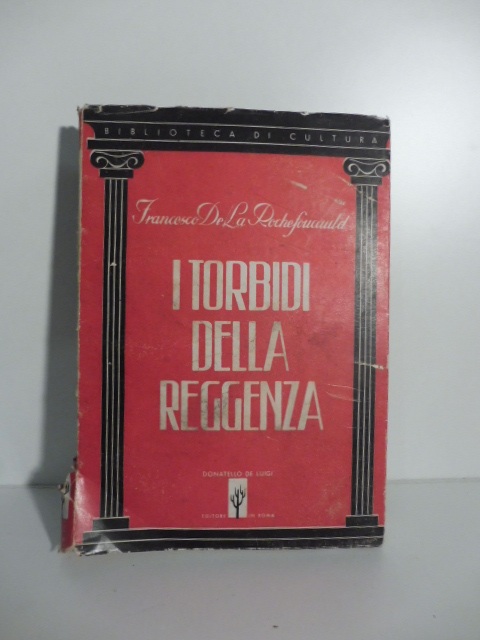 BIBLIOTECA DI CULTURA
Francesco De La Rochefoucauld
I TORBIDI
DELLA
REGGENZA
DONATELLO DE LUIGI
EDITORE IN ROMA